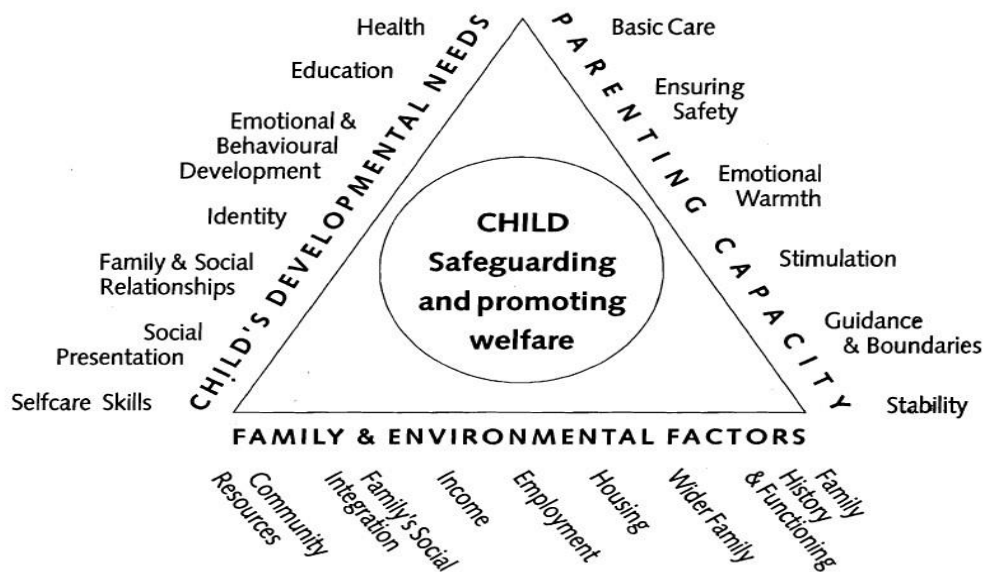 Health
Education
Emotional &
Behavioural
Development
Identity
Family & Social
Relationships
Social
Presentation
Selfcare Skills
CHILD'S DEVELOPMENTAL NEEDS
PARENTING CAPACITY
Basic Care
Ensuring
Safety
Emotional
Warmth
Stimulation
Guidance
& Boundaries
Stability
CHILD
Safeguarding
and promoting
welfare
FAMILY & ENVIRONMENTAL FACTORS
Community
Resources
Family's Social
Integration
Income
Employment
Housing
Wider Family
Family
History
& Functioning